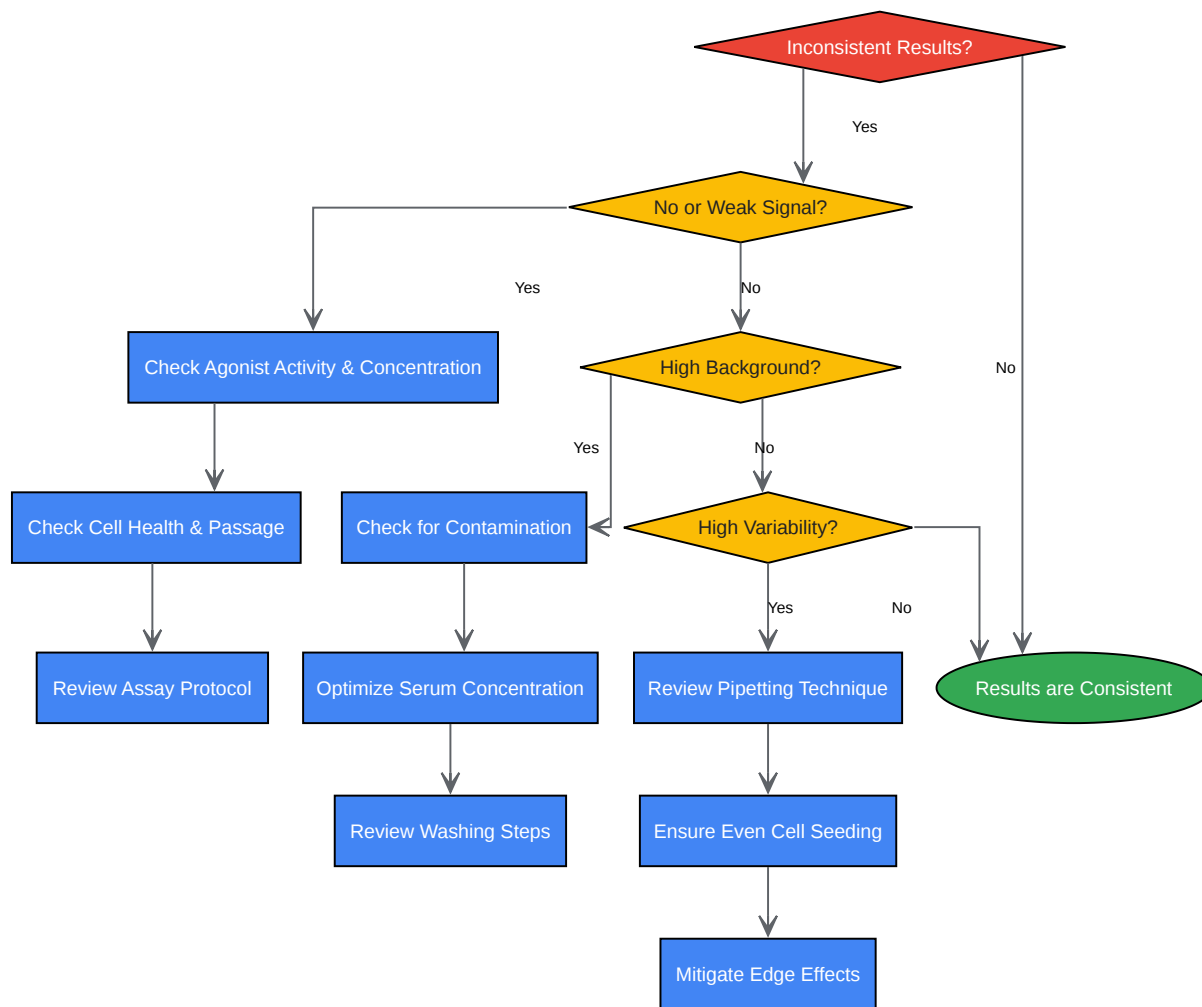 Inconsistent Results?
Yes
No or Weak Signal?
Yes
No
Check Agonist Activity & Concentration
High Background?
No
Yes
No
Check Cell Health & Passage
Check for Contamination
High Variability?
Yes
No
Review Assay Protocol
Optimize Serum Concentration
Review Pipetting Technique
Results are Consistent
Review Washing Steps
Ensure Even Cell Seeding
Mitigate Edge Effects